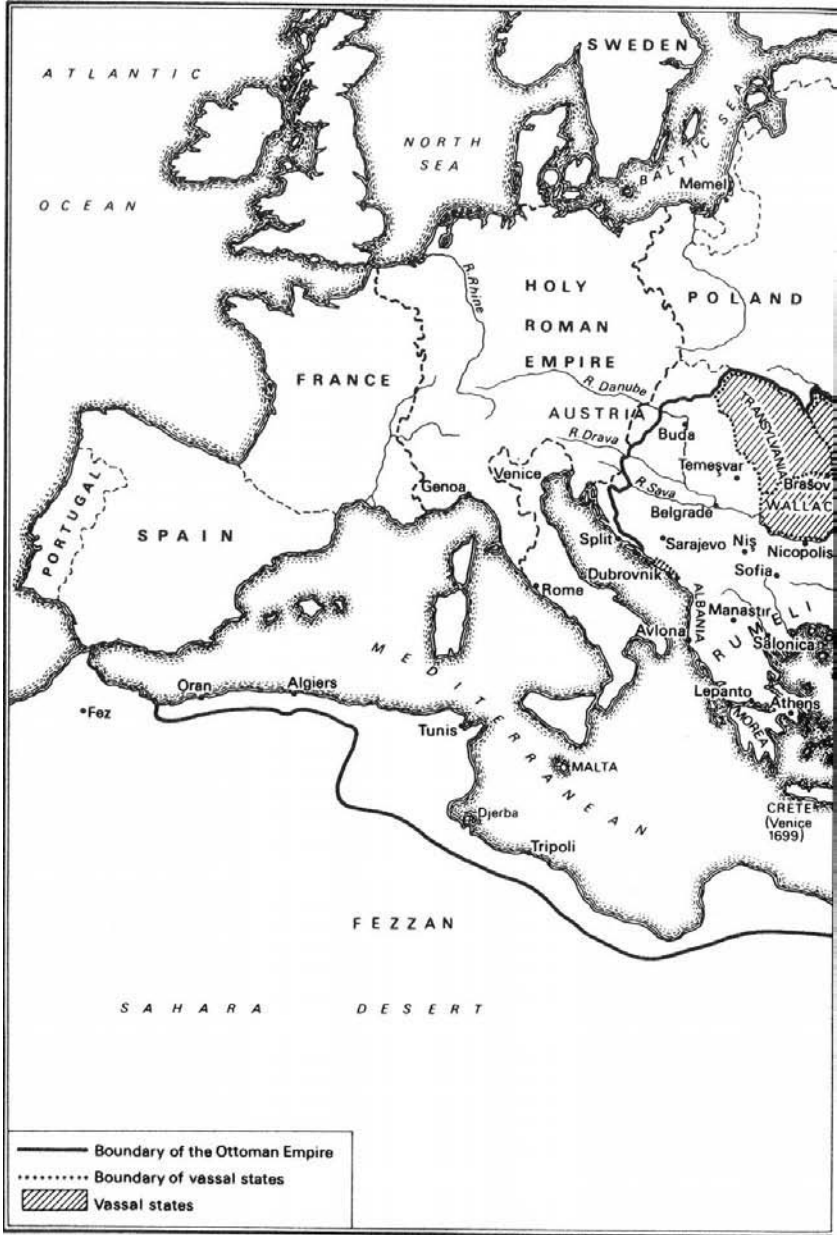 SWEDEN
ATLANTIC
NORTH
SEA
BALTIC SEA
Memel
OCEAN
R. Rhine
HOLY
ROMAN
EMPIRE
POLAND
FRANCE
R. Danube
AUSTRIA
TRANSYLVANIA
Buda
R. Drava
Venice
Temeşvar
Braşov
Genoa
R. Sava
WALLAC
PORTUGAL
SPAIN
Belgrade
Split
Sarajevo
Niş
Nicopolis
Sofia
Dubrovnik
Rome
ALBANIA
Manastır
RUMELI
Salonica
Avlona
MEDITERRANEAN
Oran
Algiers
Lepanto
Athens
Fez
Tunis
MOREA
MALTA
Djerba
CRETE
(Venice
1699)
Tripoli
FEZZAN
SAHARA DESERT
Boundary of the Ottoman Empire
Boundary of vassal states
Vassal states